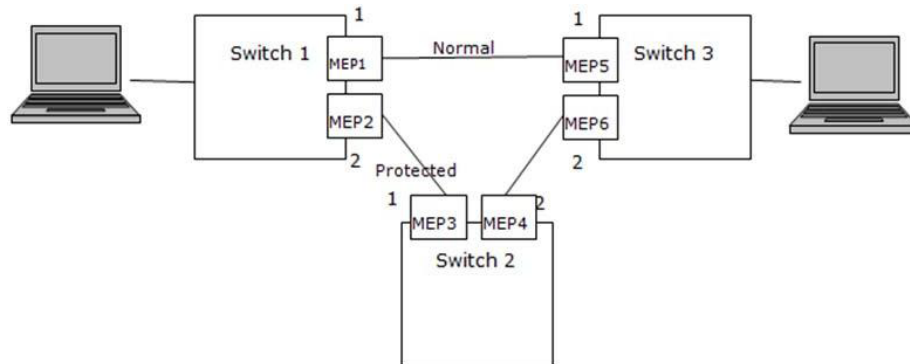 1
1
Switch 1
Normal
Switch 3
MEP1
MEP5
MEP2
MEP6
2
2
Protected
1
2
MEP3
MEP4
Switch 2